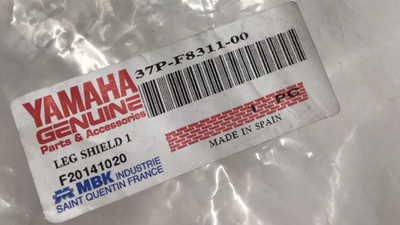 YAMAHA
GENUINE
Parts & Accessories
37P-F8311-00
LEG SHIELD 1
1 PC.
F20141020
MADE IN SPAIN
MBK INDUSTRIE
SAINT QUENTIN FRANCE